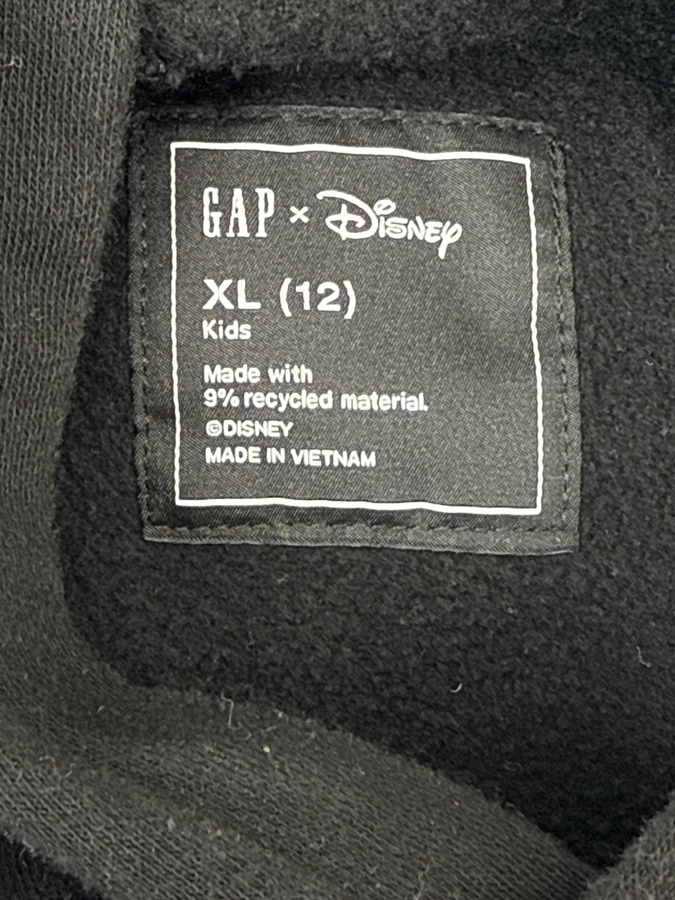 GAP × Disney
XL (12)
Kids
Made with
9% recycled material.
©DISNEY
MADE IN VIETNAM